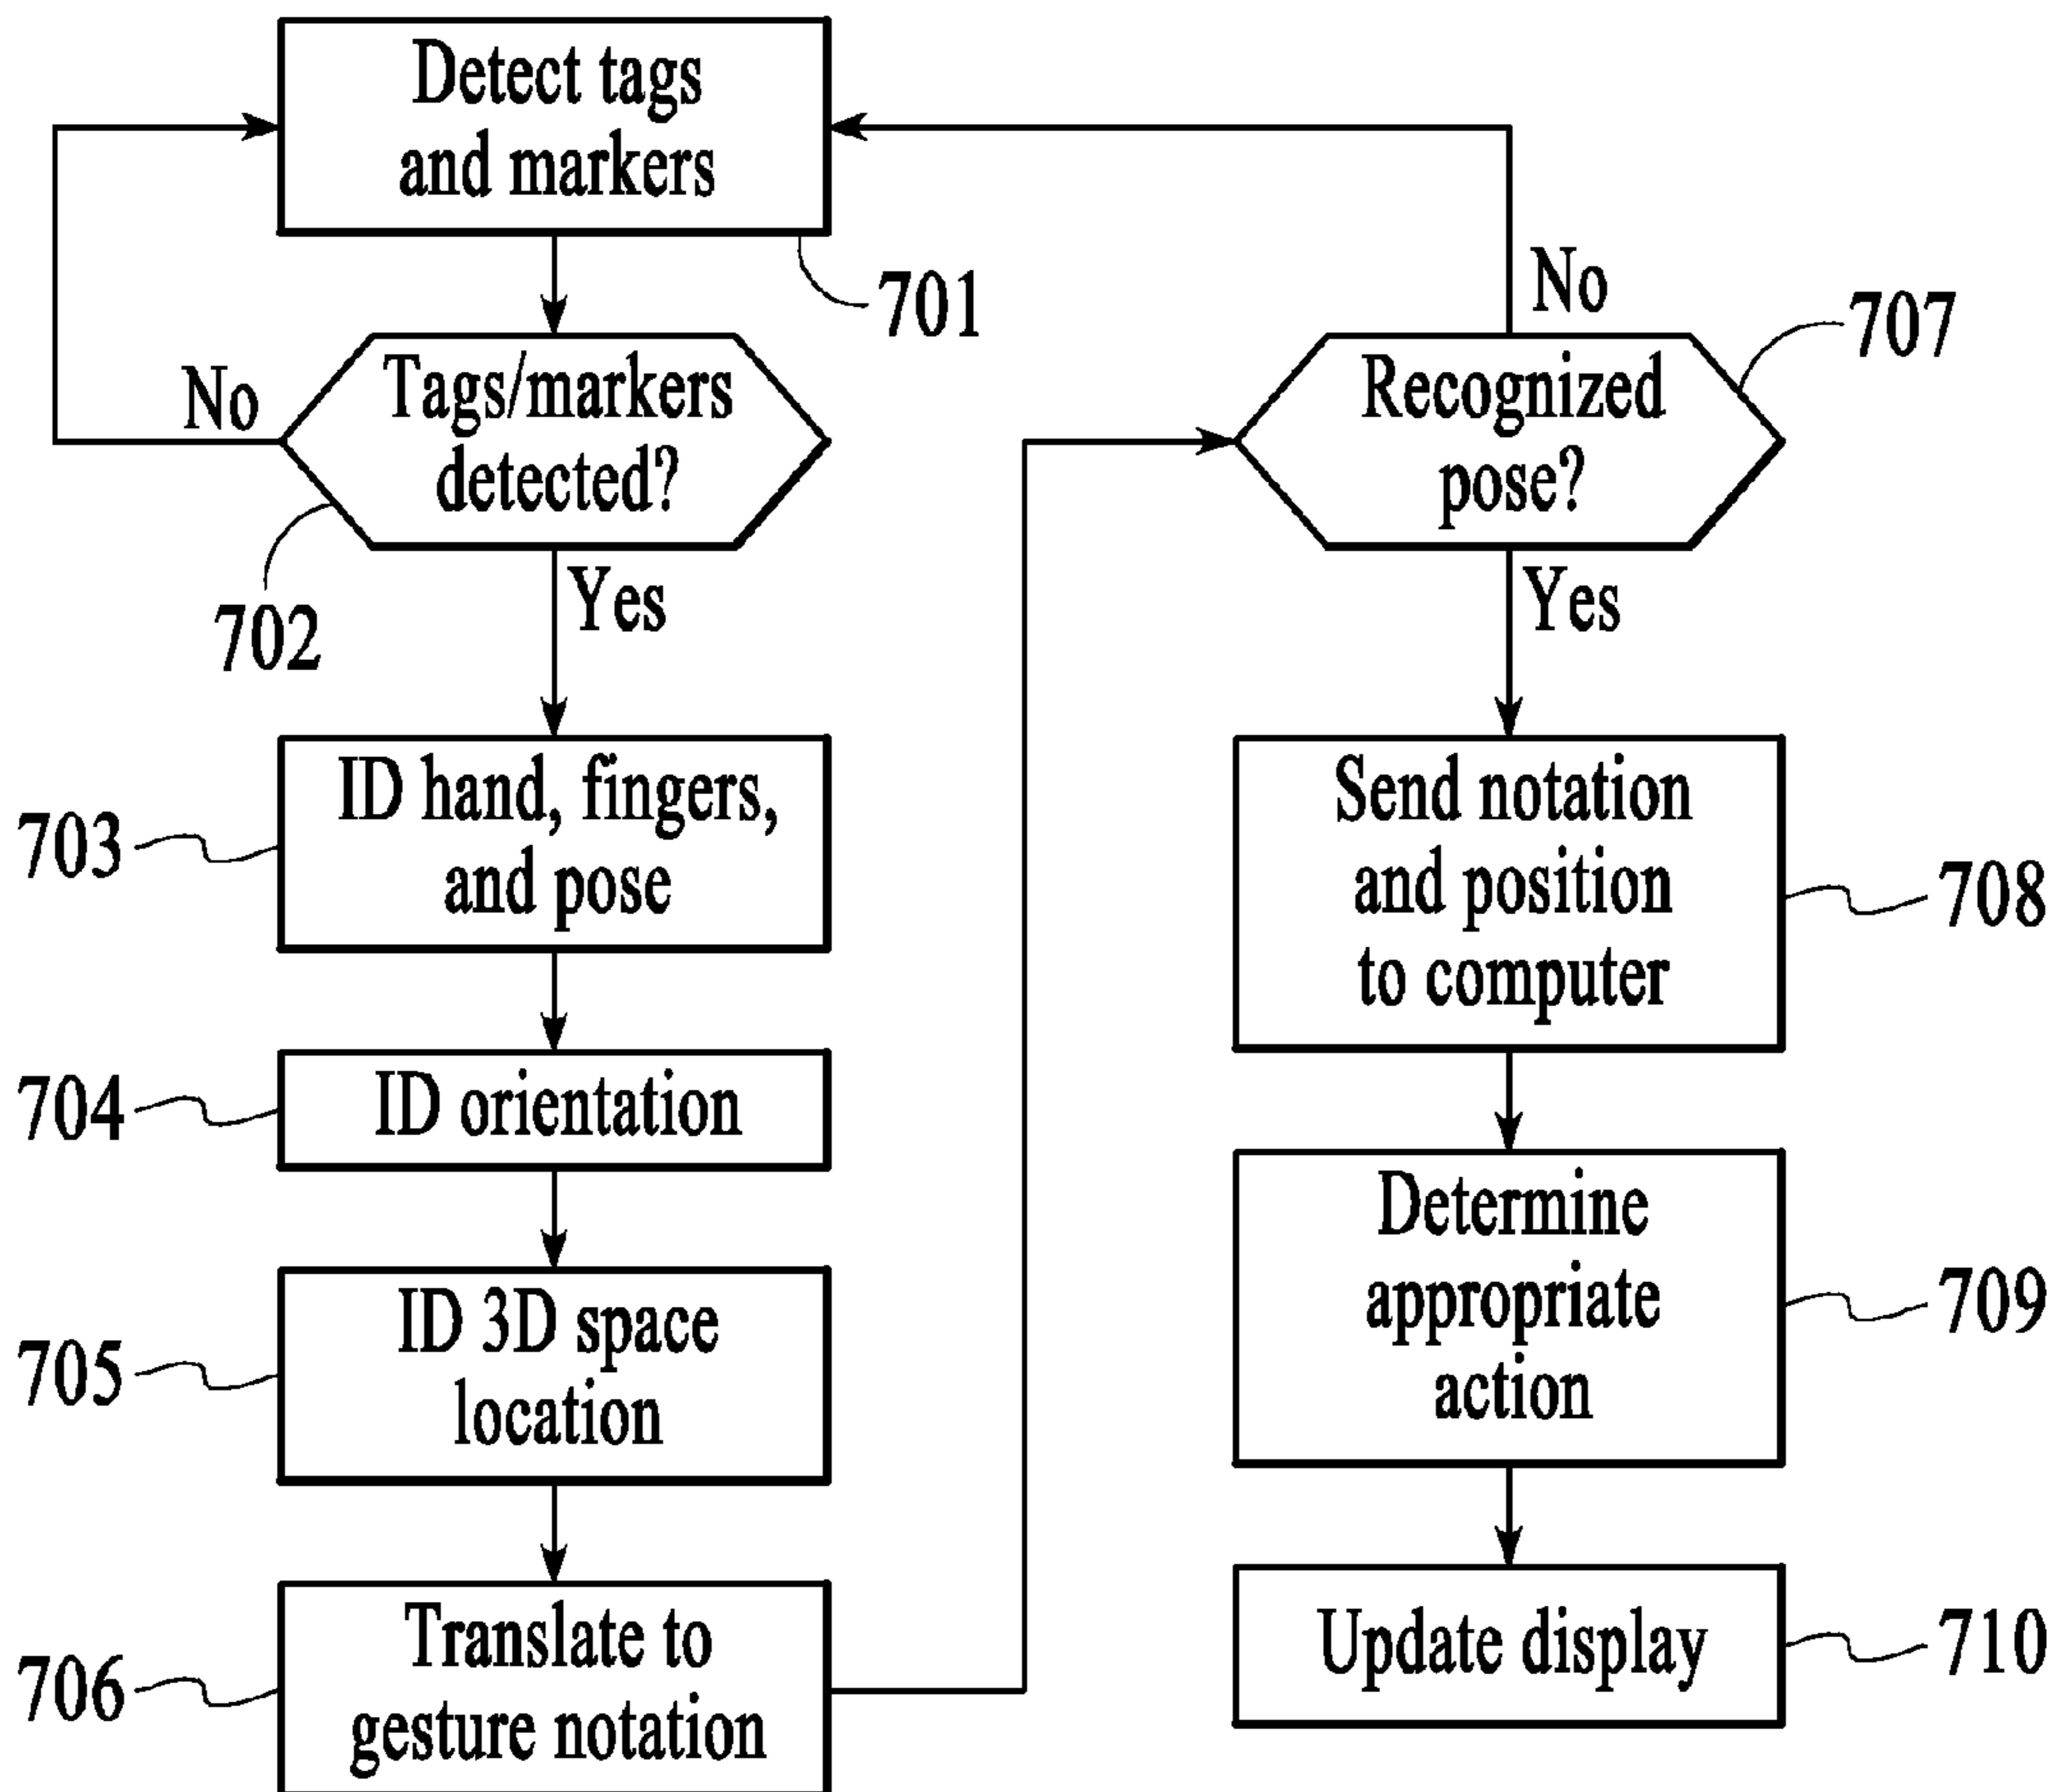 Detect tags
and markers
701
Tags/markers
detected?
No
702
Yes
ID hand, fingers,
and pose
703
ID orientation
704
ID 3D space
location
705
Translate to
gesture notation
706
Recognized
pose?
No
707
Yes
Send notation
and position
to computer
708
Determine
appropriate
action
709
Update display
710